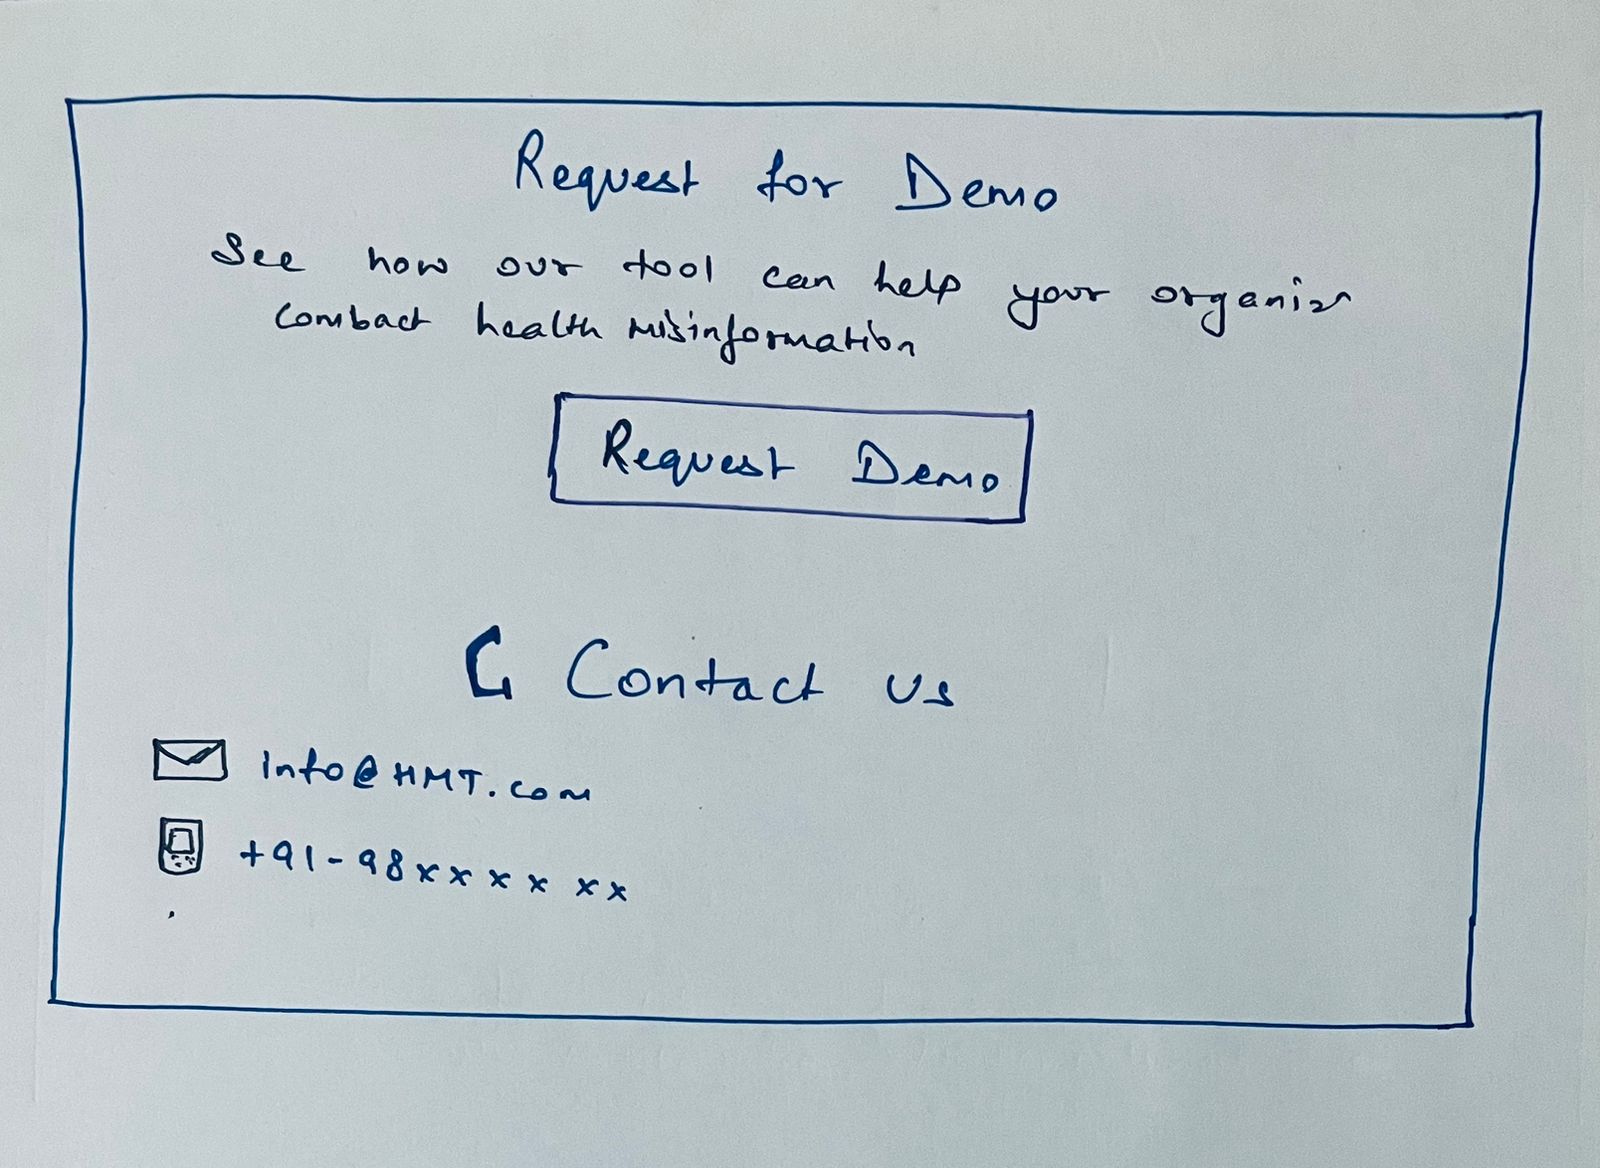 Request for Demo
See how our tool can help your
combact health misinformation
Request Demo
Contact us
info@HMT.com
+91-98xxxx xx